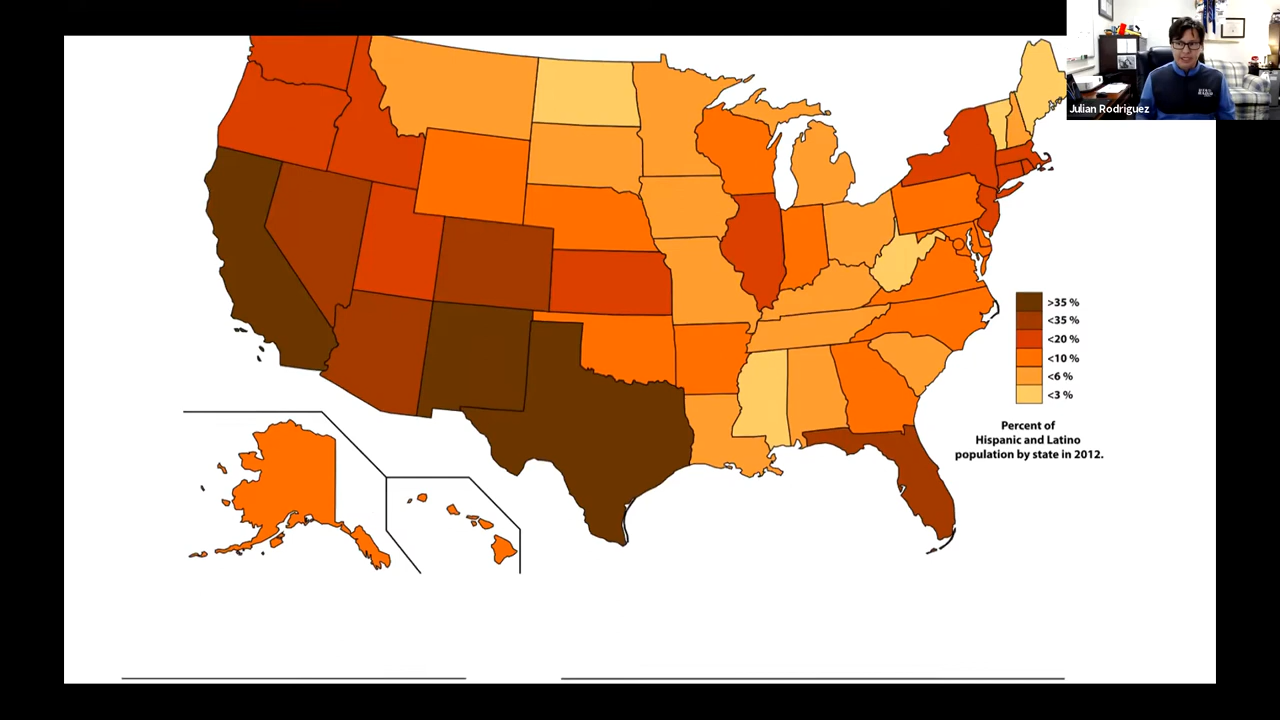 Julian Rodriguez
>35 %
<35 %
<20 %
<10 %
<6 %
<3 %
Percent of
Hispanic and Latino
population by state in 2012.